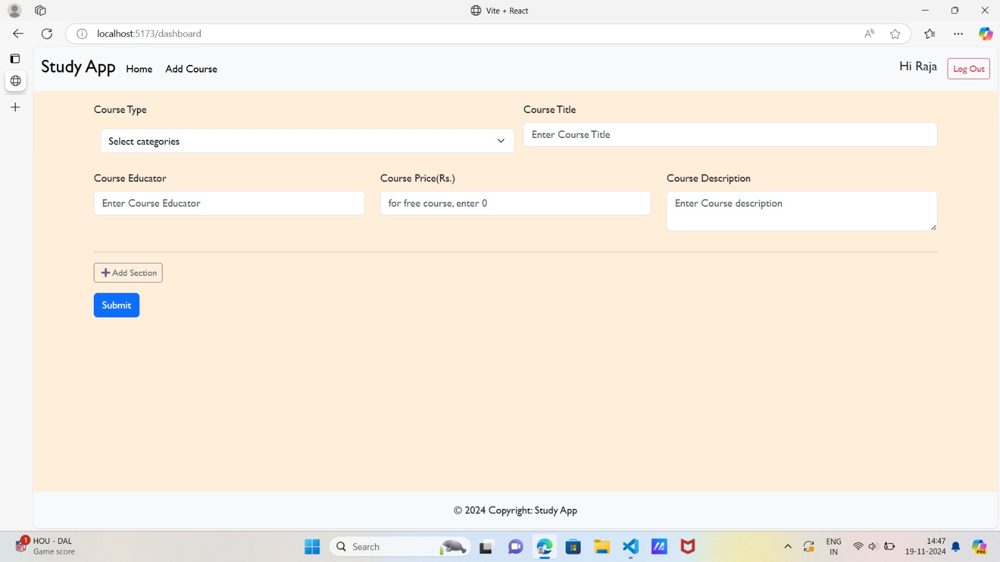 Vite + React
localhost:5173/dashboard
Study App Home Add Course Hi Raja Log Out
Course Type Course Title
Select categories Enter Course Title
Course Educator Course Price(Rs.) Course Description
Enter Course Educator for free course, enter 0 Enter Course description
Add Section
Submit
© 2024 Copyright: Study App
1 HOU - DAL
Game score
Search
ENG
IN
14:47
19-11-2024
PRE